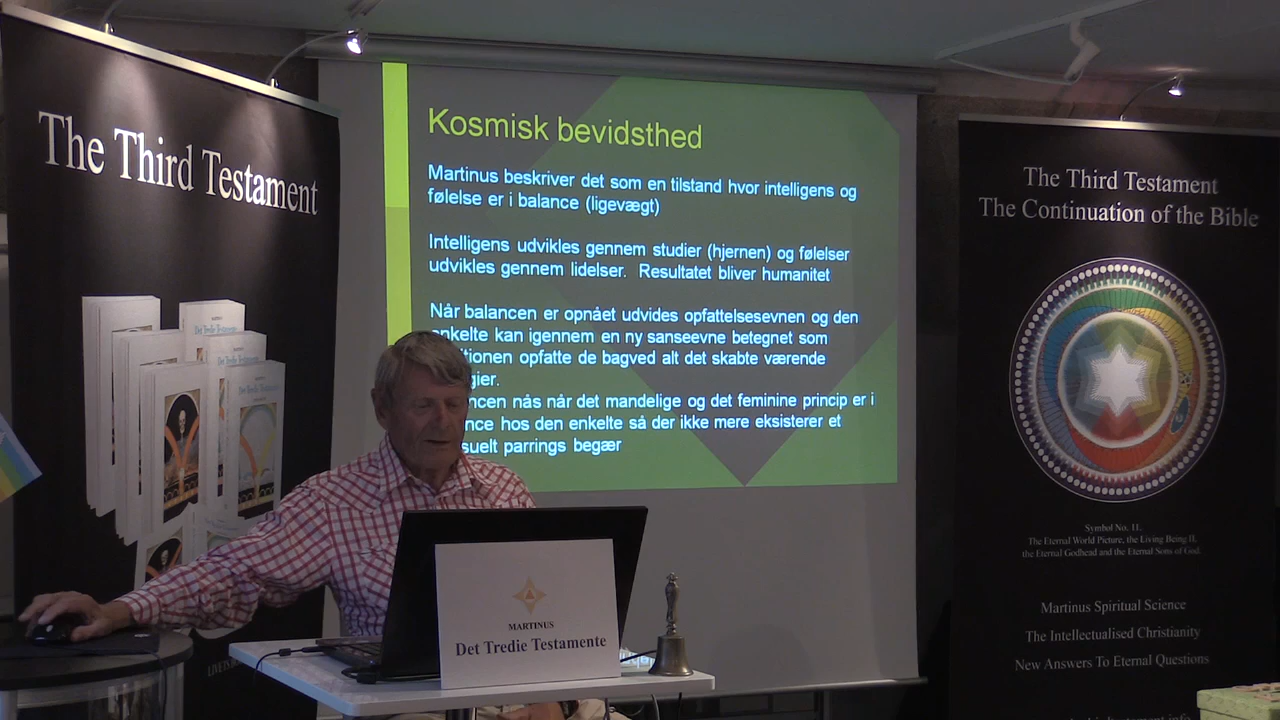 The Third Testament
Det Tredie Testamente
Kosmisk bevidsthed
Martinus beskriver det som en tilstand hvor intelligens og
følelse er i balance (ligevægt)
Intelligens udvikles gennem studier (hjernen) og følelser
udvikles gennem lidelser. Resultatet bliver humanitet
Når balancen er opnået udvides opfattelsesevnen og den
enkelte kan igennem en ny sanseevne betegnet som
opfatte de bagved alt det skabte værende
nås når det mandelige og det feminine princip er i
hos den enkelte så der ikke mere eksisterer et
parrings begær
MARTINUS
Det Tredie Testamente
The Third Testament
The Continuation of the Bible
Symbol No. 11.
The Eternal World Picture, the Living Being II.
the Eternal Godhead and the Eternal Sons of God.
Martinus Spiritual Science
The Intellectualised Christianity
New Answers To Eternal Questions